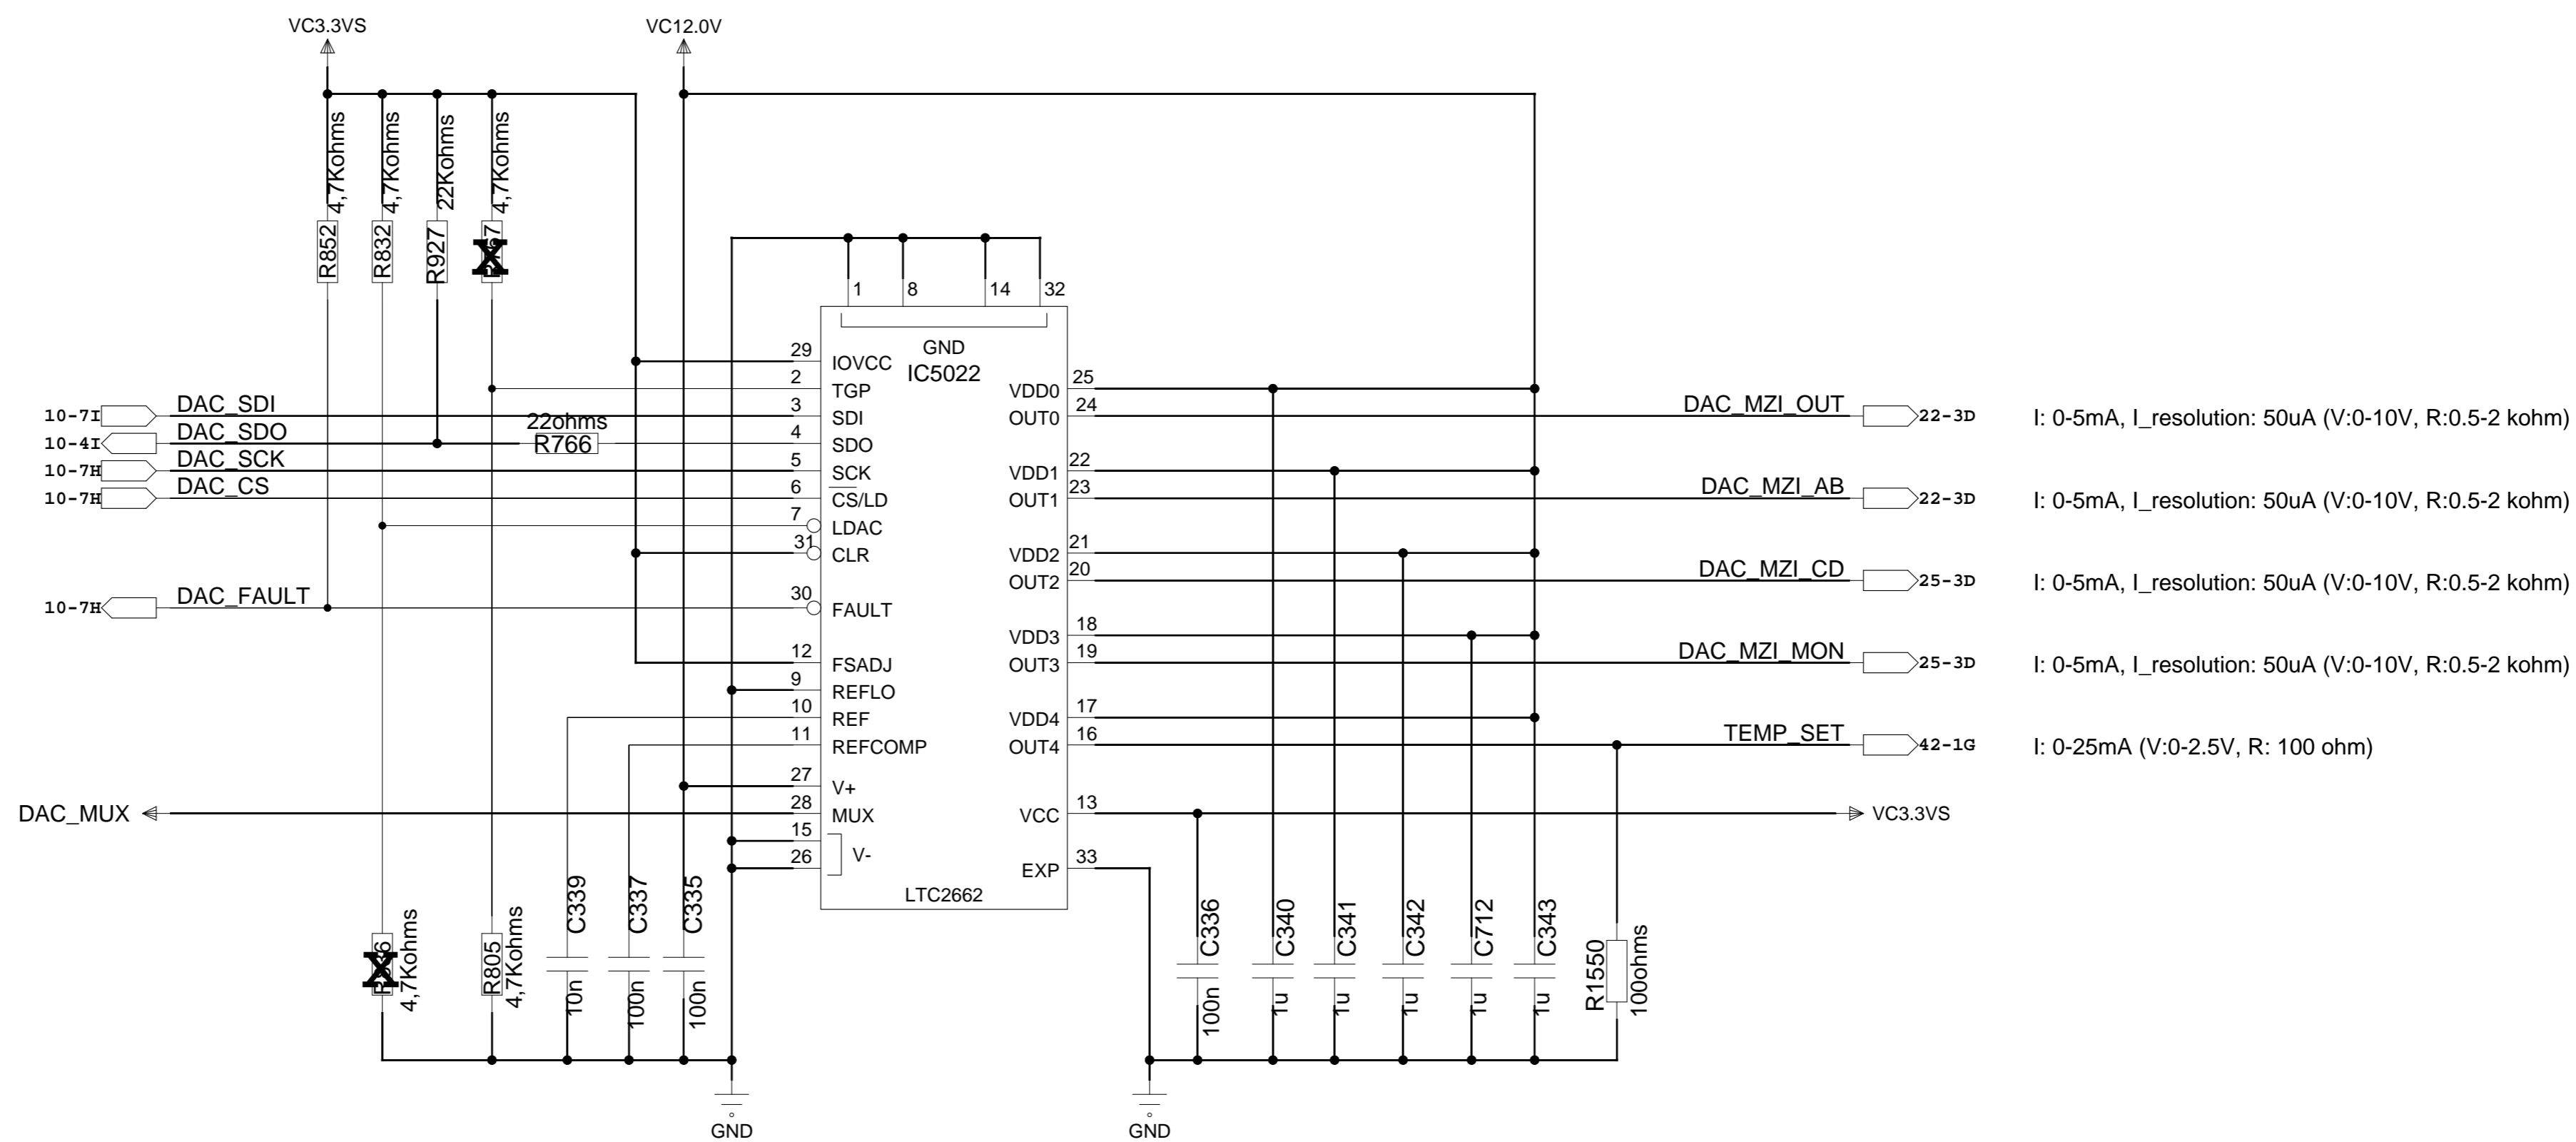 VC3.3VS
VC12.0V
4,7Kohms
4,7Kohms
22Kohms
4,7Kohms
R852
R832
R927
1
8
14
32
GND
IC5022
29
IOVCC
2
TGP
10-7I
DAC_SDI
3
SDI
10-4I
DAC_SDO
22ohms
R766
4
SDO
10-7H
DAC_SCK
5
SCK
10-7H
DAC_CS
6
CS/LD
7
LDAC
31
CLR
10-7H
DAC_FAULT
30
FAULT
12
FSADJ
9
REFLO
10
REF
11
REFCOMP
27
V+
DAC_MUX
28
MUX
15
26
V-
LTC2662
VDD0
25
OUT0
24
DAC_MZI_OUT
22-3D
I: 0-5mA, I_resolution: 50uA (V:0-10V, R:0.5-2 kohm)
VDD1
22
OUT1
23
DAC_MZI_AB
22-3D
I: 0-5mA, I_resolution: 50uA (V:0-10V, R:0.5-2 kohm)
VDD2
21
OUT2
20
DAC_MZI_CD
25-3D
I: 0-5mA, I_resolution: 50uA (V:0-10V, R:0.5-2 kohm)
VDD3
18
OUT3
19
DAC_MZI_MON
25-3D
I: 0-5mA, I_resolution: 50uA (V:0-10V, R:0.5-2 kohm)
VDD4
17
OUT4
16
TEMP_SET
42-1G
I: 0-25mA (V:0-2.5V, R: 100 ohm)
VCC
13
VC3.3VS
EXP
33
4,7Kohms
R805
4,7Kohms
C339
10n
C337
100n
C335
100n
C336
100n
C340
1u
C341
1u
C342
1u
C712
1u
C343
1u
R1550
100ohms
GND
GND